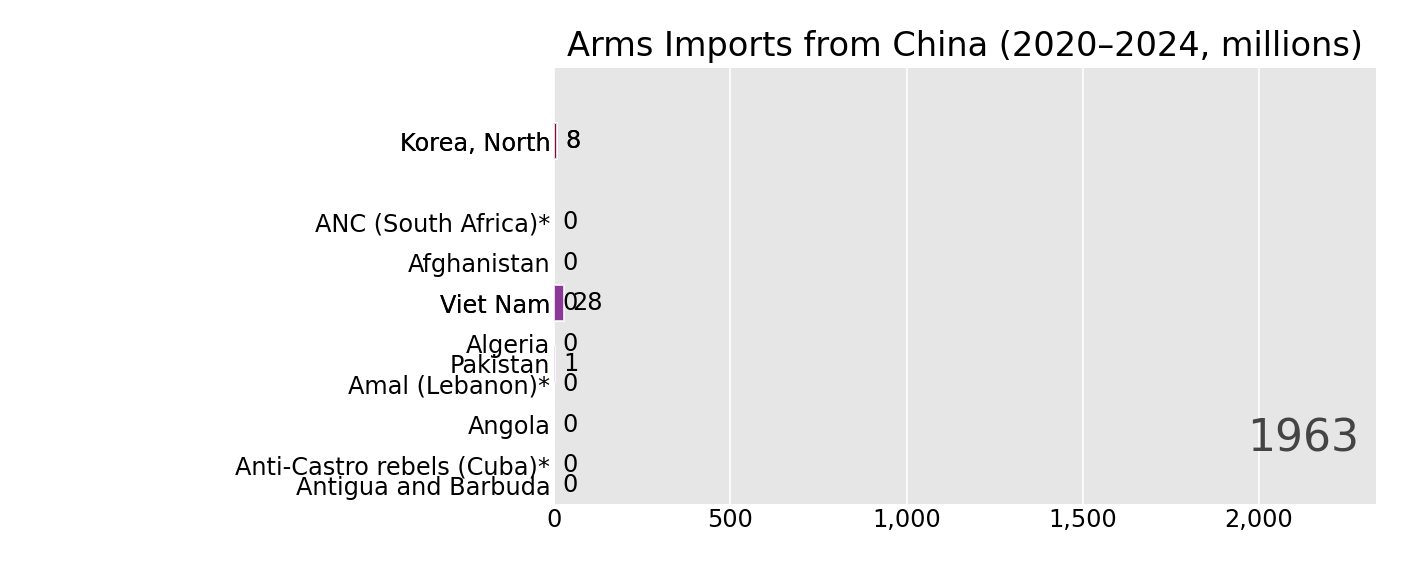 Arms Imports from China (2020–2024, millions)
Korea, North 8
ANC (South Africa)* 0
Afghanistan 0
Viet Nam 0 28
Algeria 0
Pakistan 1
Amal (Lebanon)* 0
Angola 0
1963
Anti-Castro rebels (Cuba)* 0
Antigua and Barbuda 0
0 500 1,000 1,500 2,000